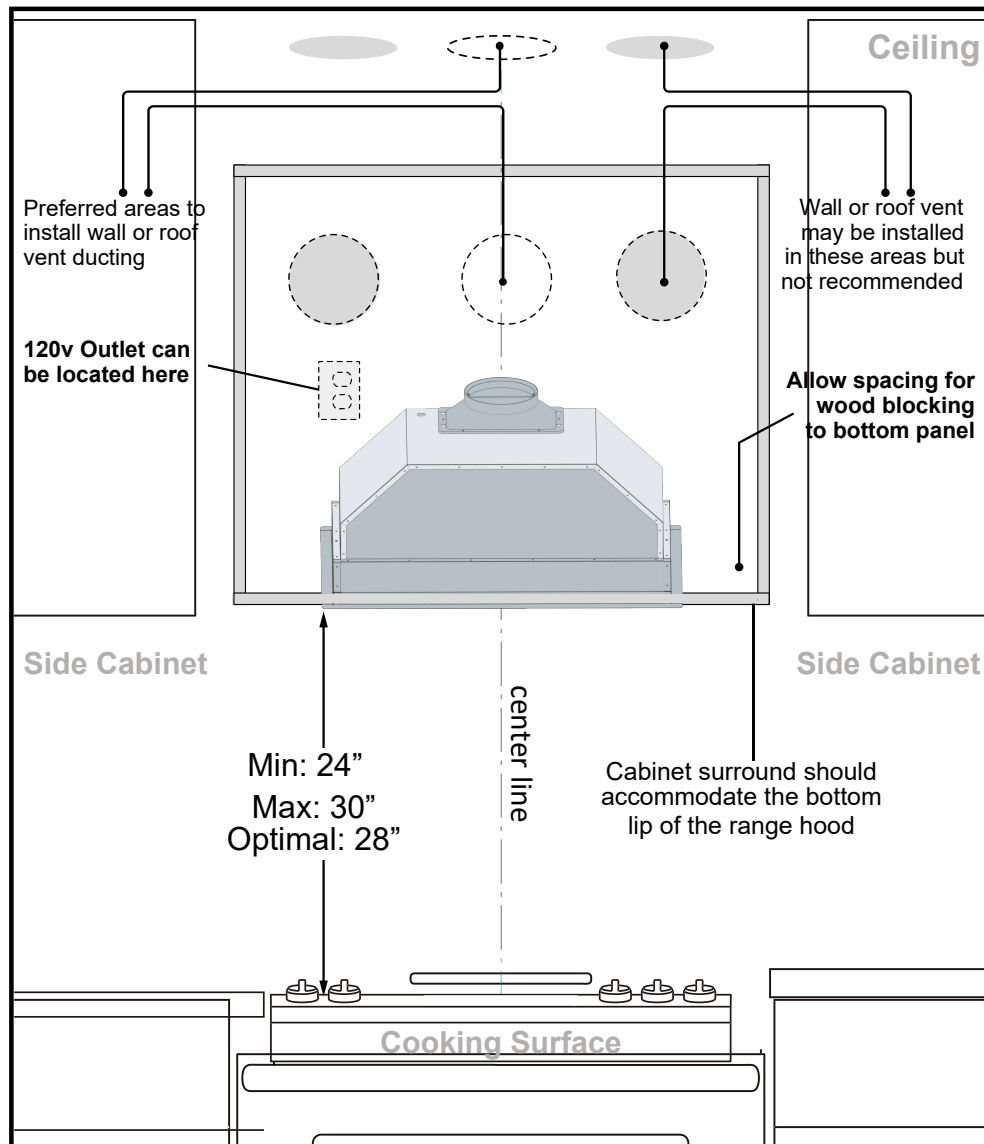 Ceiling
Preferred areas to
install wall or roof
vent ducting
Wall or roof vent
may be installed
in these areas but
not recommended
120v Outlet can
be located here
Allow spacing for
wood blocking
to bottom panel
Side Cabinet
Side Cabinet
center line
Min: 24”
Max: 30”
Optimal: 28”
Cabinet surround should
accommodate the bottom
lip of the range hood
Cooking Surface